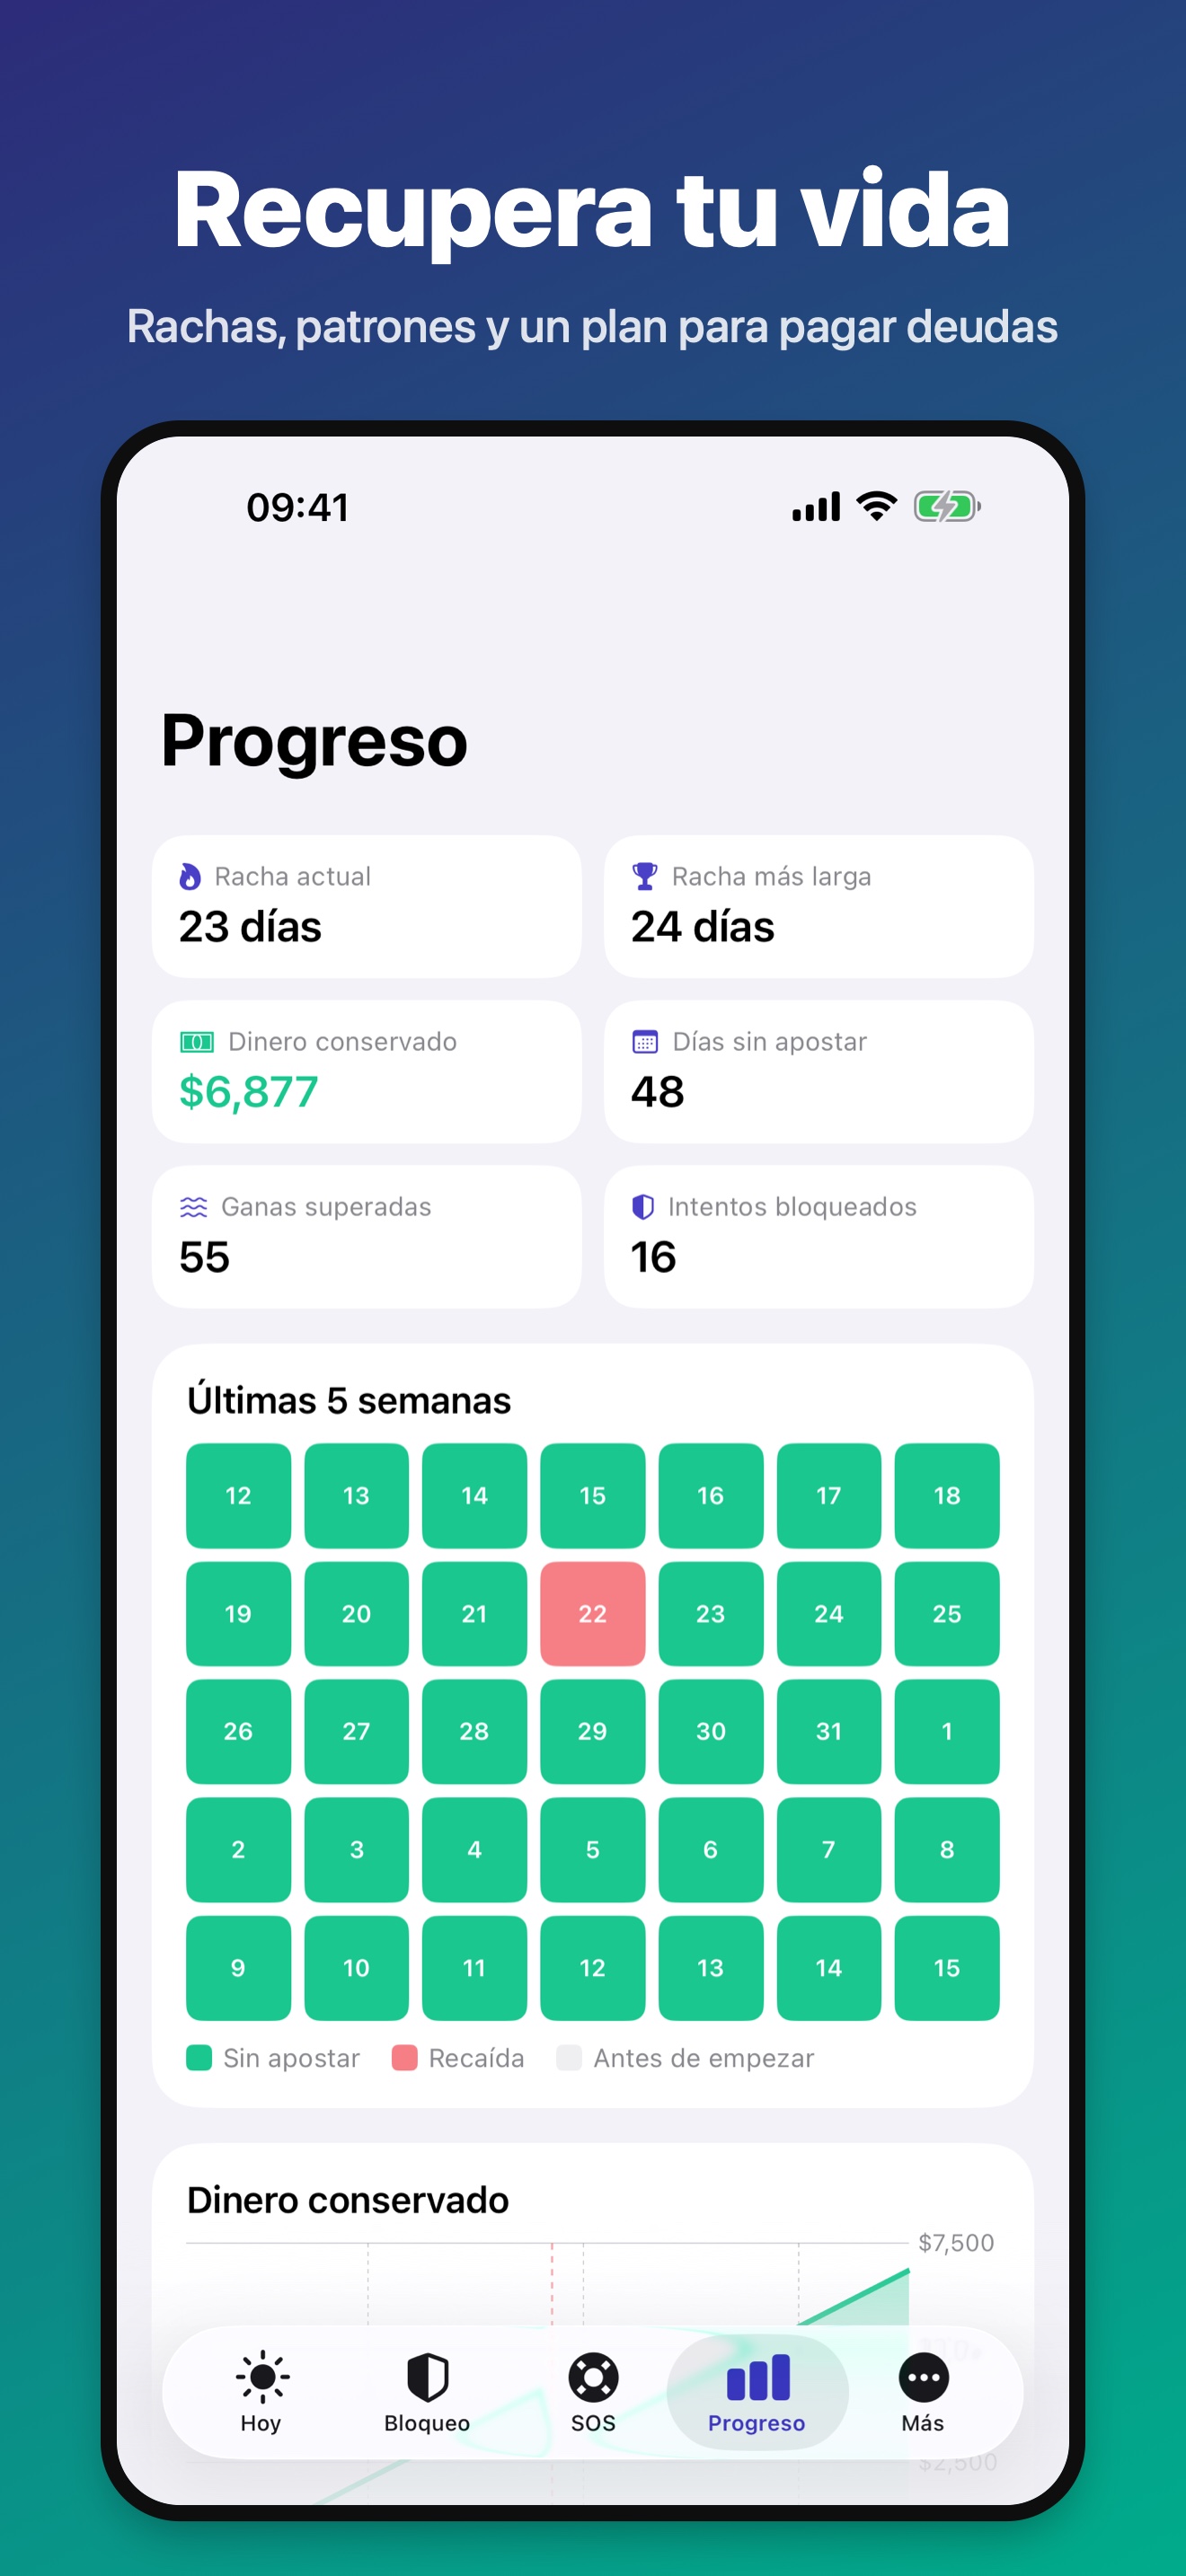 Recupera tu vida
Rachas, patrones y un plan para pagar deudas
09:41
Progreso
Racha actual
23 días
Racha más larga
24 días
Dinero conservado
$6,877
Días sin apostar
48
Ganas superadas
55
Intentos bloqueados
16
Últimas 5 semanas
12 13 14 15 16 17 18
19 20 21 22 23 24 25
26 27 28 29 30 31 1
2 3 4 5 6 7 8
9 10 11 12 13 14 15
Sin apostar Recaída Antes de empezar
Dinero conservado
$7,500
Hoy Bloqueo SOS Progreso Más
$2,500